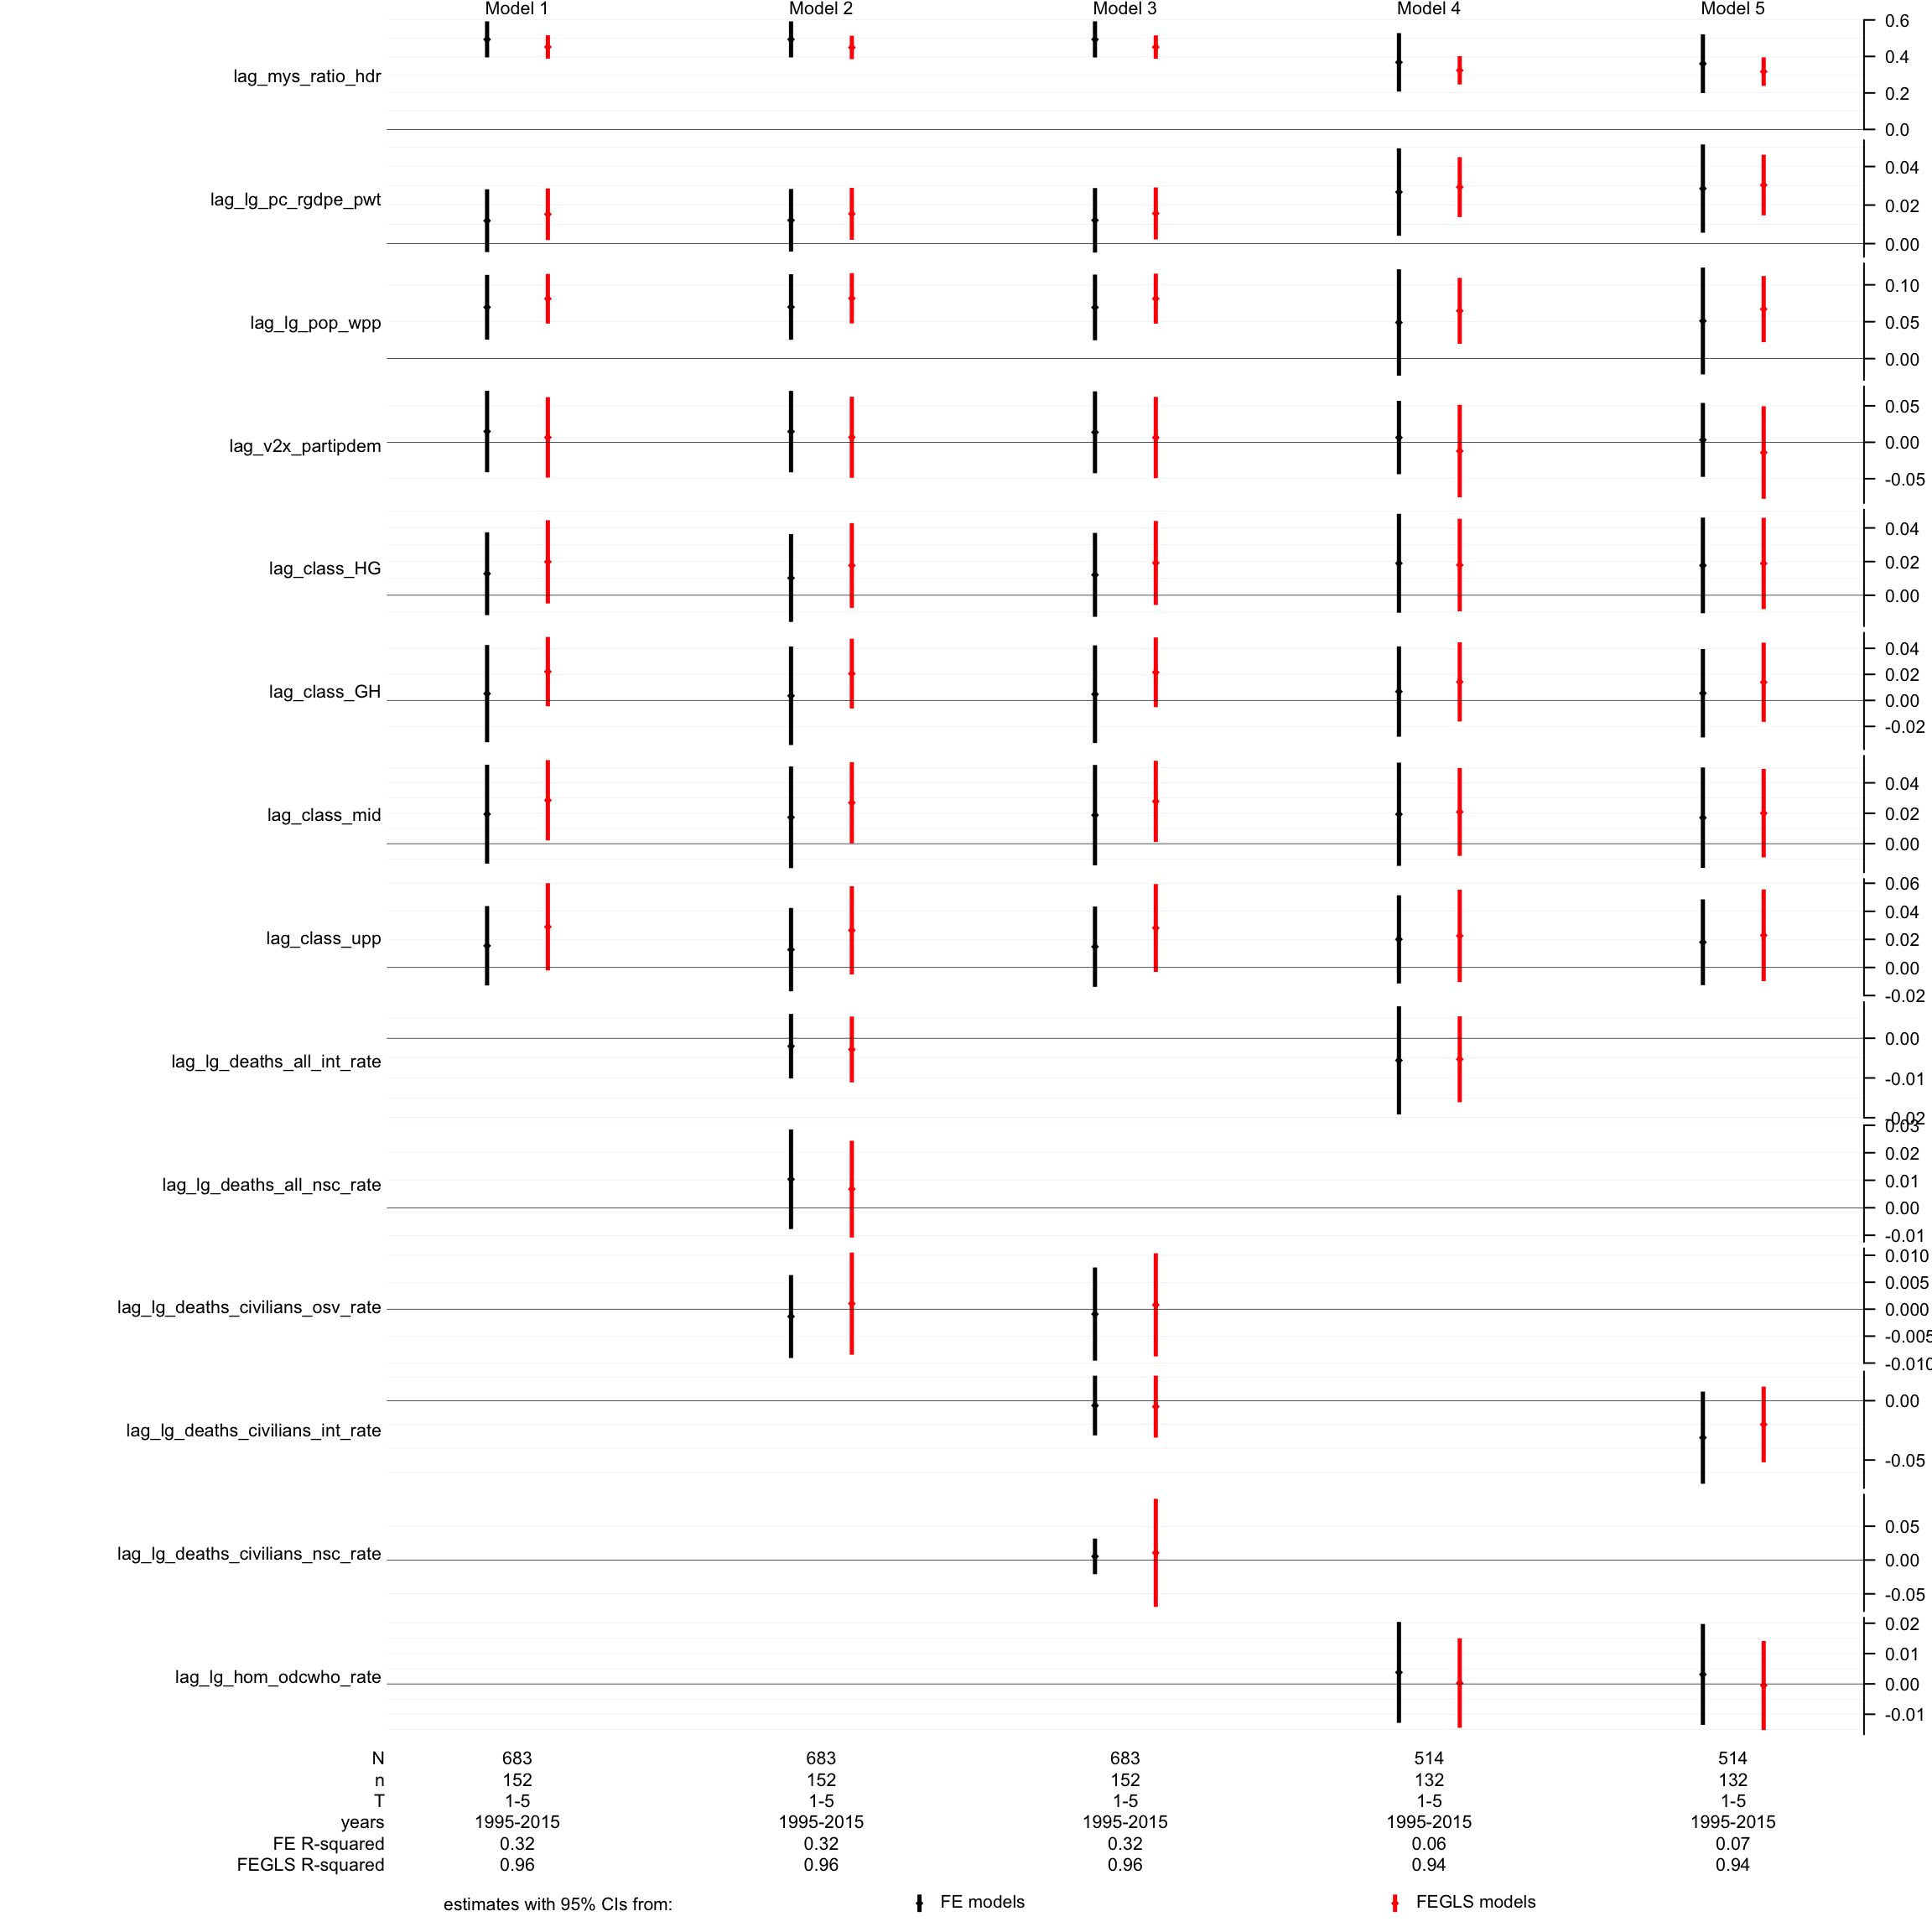 Model 1 Model 2 Model 3 Model 4 Model 5
lag_mys_ratio_hdr 0.6 0.4 0.2 0.0
lag_lg_pc_rgdpe_pwt 0.04 0.02 0.00
lag_lg_pop_wpp 0.10 0.05 0.00
lag_v2x_partipdem 0.05 0.00 -0.05
lag_class_HG 0.04 0.02 0.00
lag_class_GH 0.04 0.02 0.00 -0.02
lag_class_mid 0.04 0.02 0.00
lag_class_upp 0.06 0.04 0.02 0.00 -0.02
lag_lg_deaths_all_int_rate 0.00 -0.01 -0.02
lag_lg_deaths_all_nsc_rate 0.03 0.02 0.01 0.00 -0.01
lag_lg_deaths_civilians_osv_rate 0.010 0.005 0.000 -0.005 -0.010
lag_lg_deaths_civilians_int_rate 0.00 -0.05
lag_lg_deaths_civilians_nsc_rate 0.05 0.00 -0.05
lag_lg_hom_odcwho_rate 0.02 0.01 0.00 -0.01
N 683 683 683 514 514
n 152 152 152 132 132
T 1-5 1-5 1-5 1-5 1-5
years 1995-2015 1995-2015 1995-2015 1995-2015 1995-2015
FE R-squared 0.32 0.32 0.32 0.06 0.07
FEGLS R-squared 0.96 0.96 0.96 0.94 0.94
estimates with 95% CIs from: FE models FEGLS models